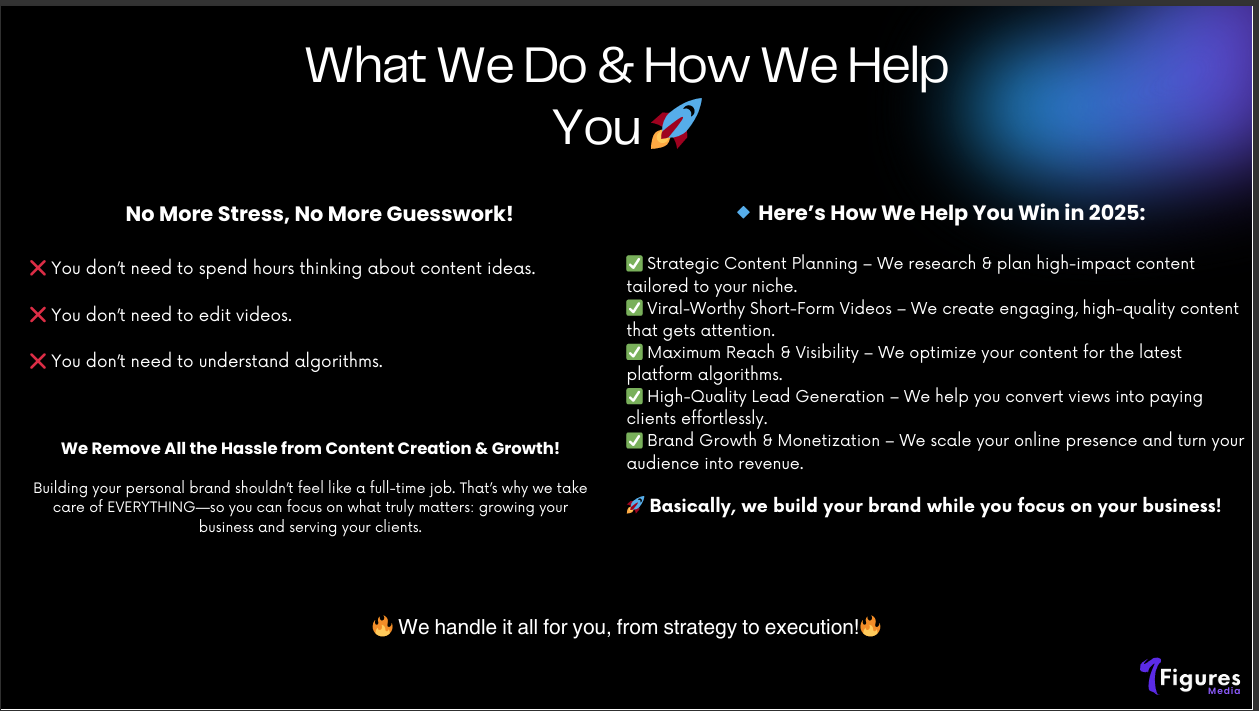 What We Do & How We Help
You 🚀
No More Stress, No More Guesswork!
❌ You don't need to spend hours thinking about content ideas.
❌ You don't need to edit videos.
❌ You don't need to understand algorithms.
We Remove All the Hassle from Content Creation & Growth!
Building your personal brand shouldn't feel like a full-time job. That's why we take
care of EVERYTHING—so you can focus on what truly matters: growing your
business and serving your clients.
🔹 Here's How We Help You Win in 2025:
✅ Strategic Content Planning – We research & plan high-impact content
tailored to your niche.
✅ Viral-Worthy Short-Form Videos – We create engaging, high-quality content
that gets attention.
✅ Maximum Reach & Visibility – We optimize your content for the latest
platform algorithms.
✅ High-Quality Lead Generation – We help you convert views into paying
clients effortlessly.
✅ Brand Growth & Monetization – We scale your online presence and turn your
audience into revenue.
🚀 Basically, we build your brand while you focus on your business!
🔥 We handle it all for you, from strategy to execution!🔥
7Figures
Media